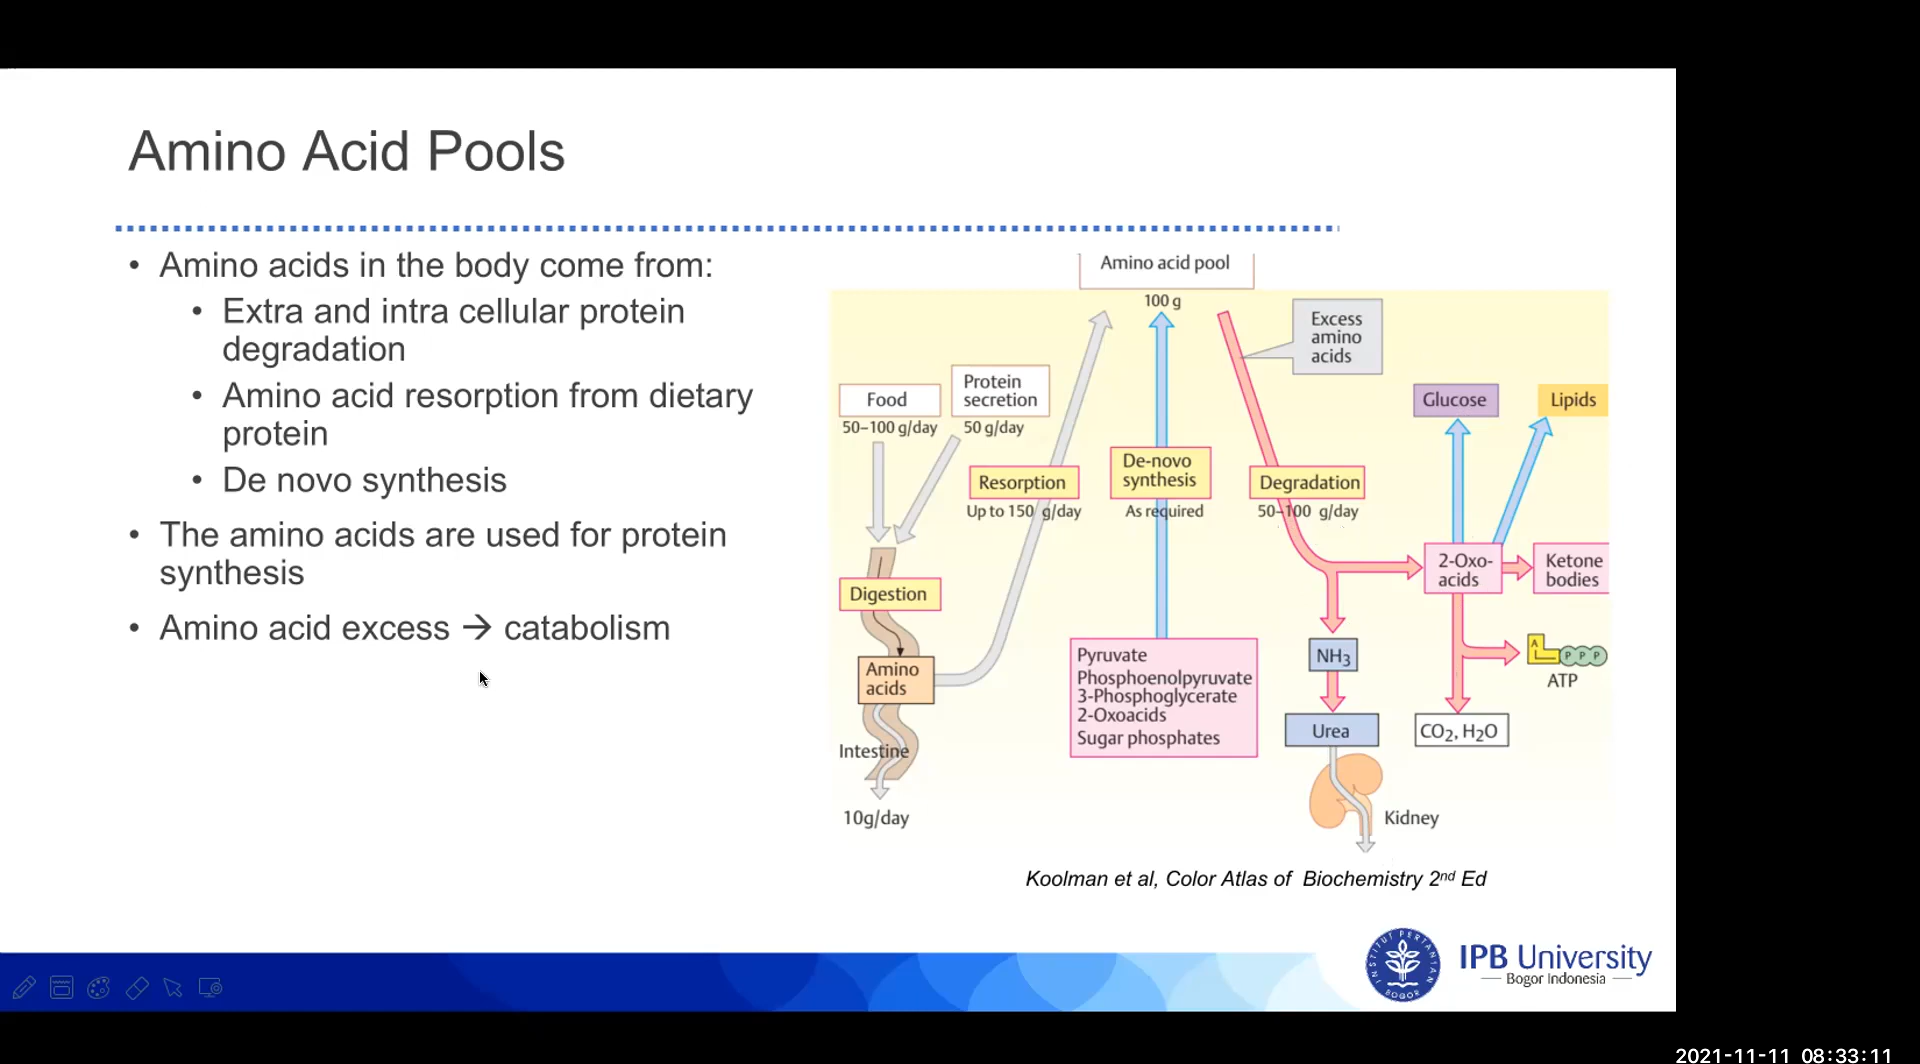 Amino Acid Pools
• Amino acids in the body come from:
• Extra and intra cellular protein
degradation
• Amino acid resorption from dietary
protein
• De novo synthesis
• The amino acids are used for protein
synthesis
• Amino acid excess → catabolism
Amino acid pool
100 g
Excess
amino
acids
Food
50–100 g/day
Protein
secretion
50 g/day
Resorption
Up to 150 g/day
De-novo
synthesis
As required
Degradation
50–100 g/day
Glucose
Lipids
Digestion
Amino
acids
Intestine
10g/day
Pyruvate
Phosphoenolpyruvate
3-Phosphoglycerate
2-Oxoacids
Sugar phosphates
2-Oxo-
acids
Ketone
bodies
NH3
Urea
Kidney
A
P P P
ATP
CO2, H2O
Koolman et al, Color Atlas of Biochemistry 2nd Ed
INSTITUT PERTANIAN
BOGOR
IPB University
Bogor Indonesia
2021-11-11 08:33:11